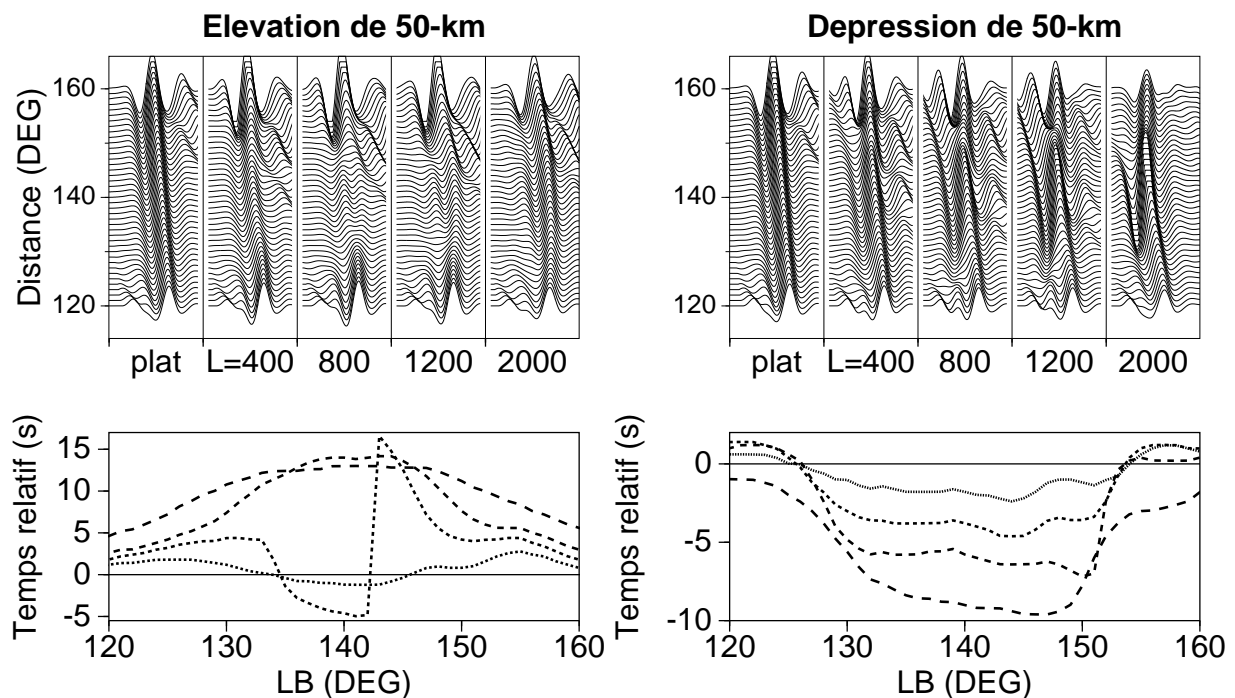 Elevation de 50-km
Distance (DEG)
160
140
120
plat L=400 800 1200 2000
Depression de 50-km
160
140
120
plat L=400 800 1200 2000
Temps relatif (s)
15
10
5
0
-5
120 130 140 150 160
LB (DEG)
Temps relatif (s)
0
-5
-10
120 130 140 150 160
LB (DEG)